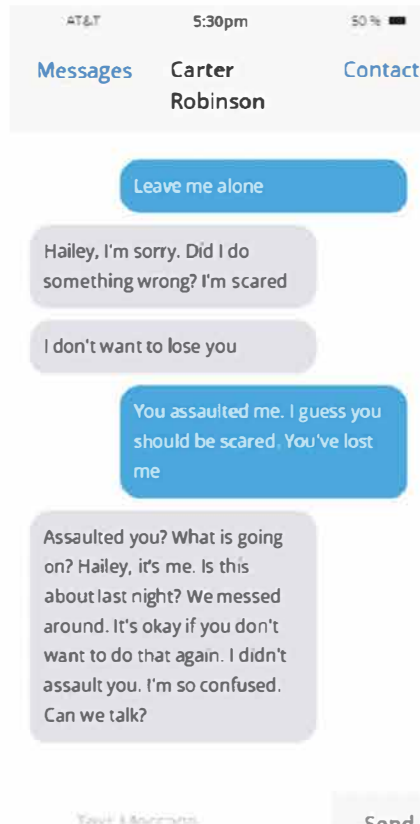 AT&T 5:30pm 50 %
Messages Carter Contact
Robinson
Leave me alone
Hailey, I'm sorry. Did I do
something wrong? I'm scared
I don't want to lose you
You assaulted me. I guess you
should be scared. You've lost
me
Assaulted you? What is going
on? Hailey, it's me. Is this
about last night? We messed
around. It's okay if you don't
want to do that again. I didn't
assault you. I'm so confused.
Can we talk?
Text Message Send